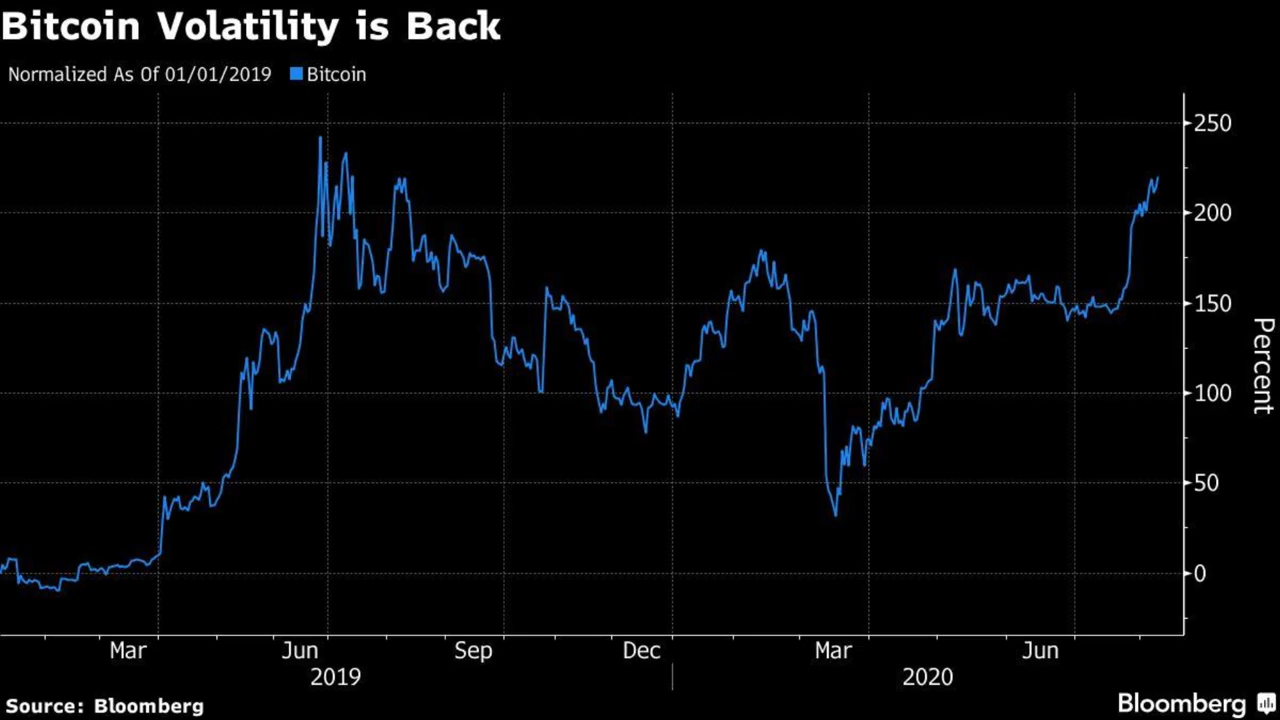 Bitcoin Volatility is Back
Normalized As Of 01/01/2019 Bitcoin
250
200
150
100
50
0
Percent
Mar Jun Sep Dec Mar Jun
2019 2020
Source: Bloomberg
Bloomberg